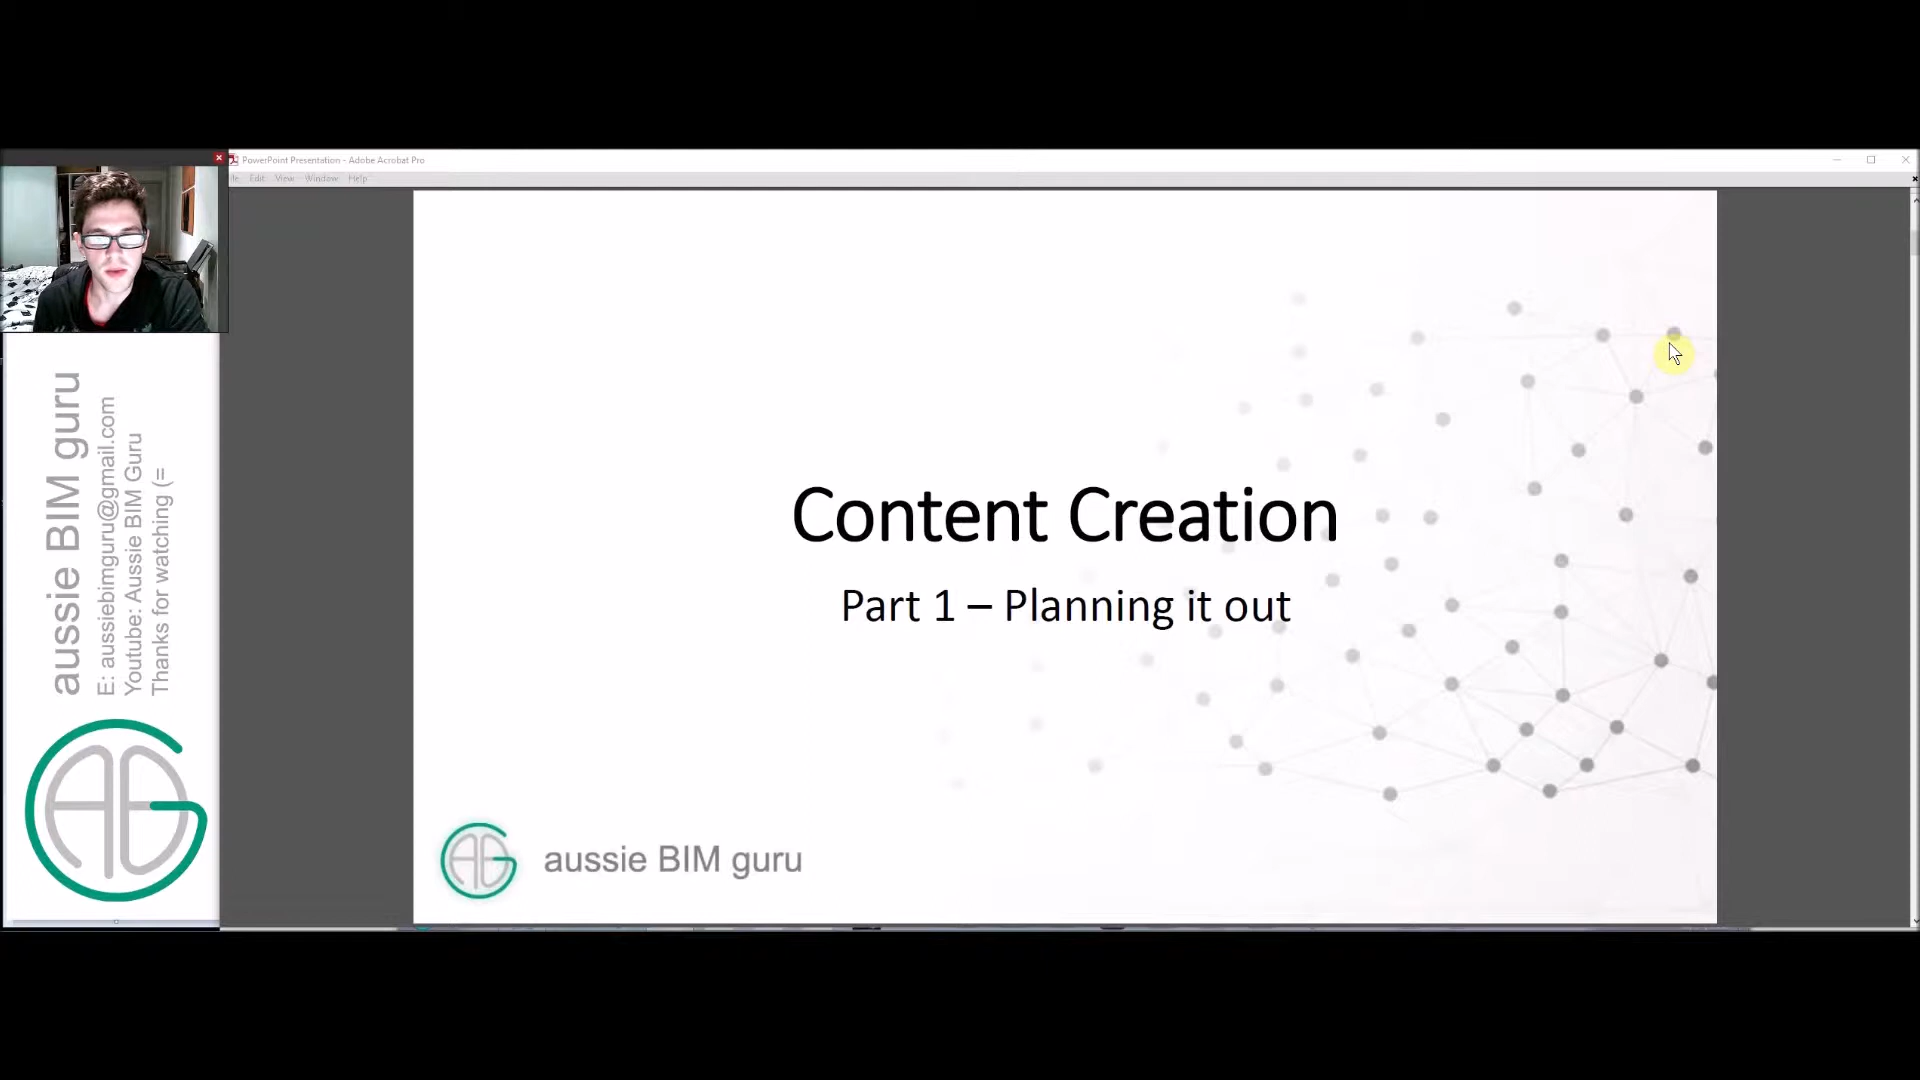 PowerPoint Presentation - Adobe Acrobat Pro
Edit View Window Help
aussie BIM guru
E: aussiebimguru@gmail.com
Youtube: Aussie BIM Guru
Thanks for watching (=
Content Creation
Part 1 – Planning it out
aussie BIM guru